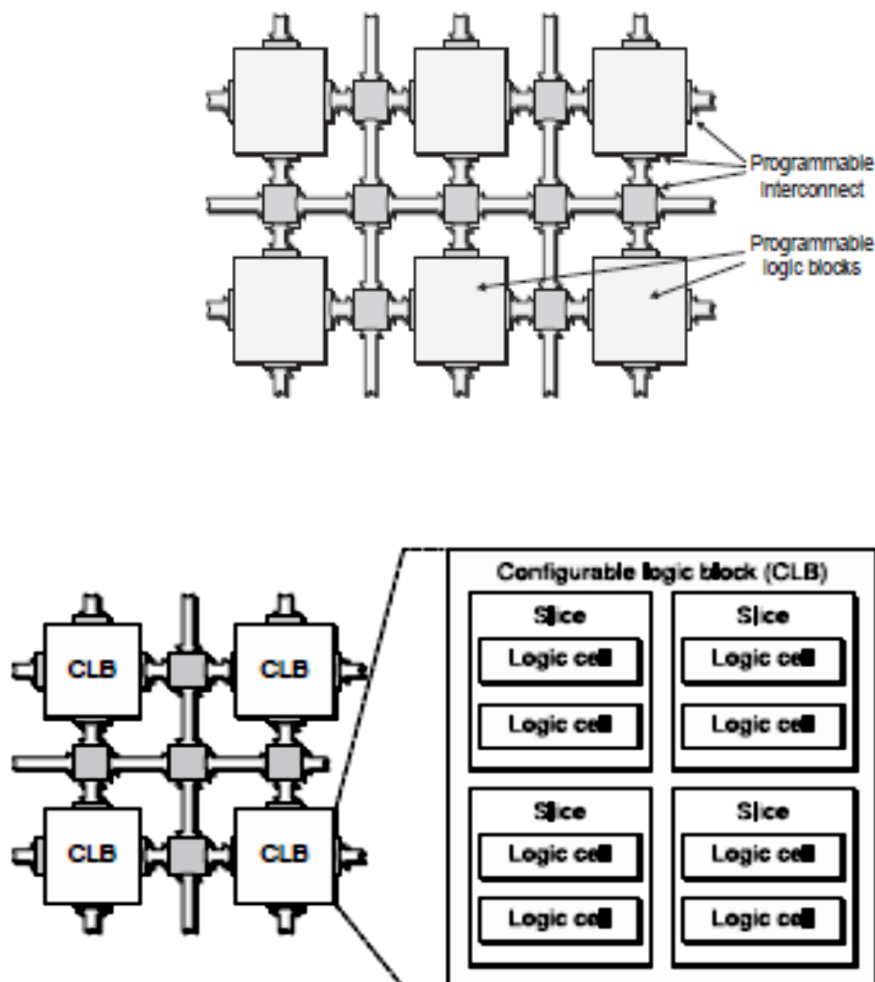 Programmable
interconnect
Programmable
logic blocks
Configurable logic block (CLB)
CLB
CLB
CLB
CLB
Slice
Logic cell
Logic cell
Slice
Logic cell
Logic cell
Slice
Logic cell
Logic cell
Slice
Logic cell
Logic cell